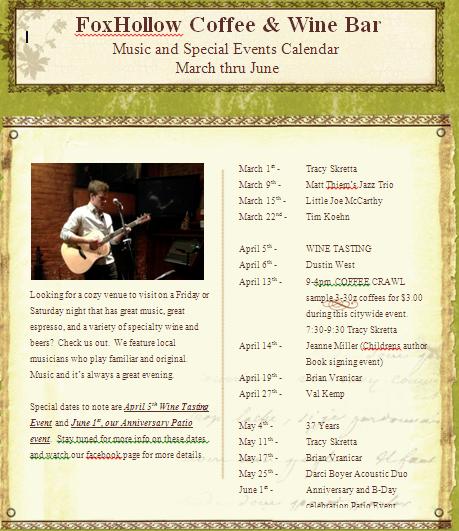 FoxHollow Coffee & Wine Bar
Music and Special Events Calendar
March thru June
Looking for a cozy venue to visit on a Friday or
Saturday night that has great music, great
espresso, and a variety of specialty wine and
beers? Check us out. We feature local
musicians who play familiar and original.
Music and it's always a great evening.
Special dates to note are April 5th Wine Tasting
Event and June 1st, our Anniversary Patio
event. Stay tuned for more info on these dates,
and watch our facebook page for more details.
March 1st - Tracy Skretta
March 9th - Matt Thiem's Jazz Trio
March 15th - Little Joe McCarthy
March 22nd - Tim Koehn
April 5th - WINE TASTING
April 6th - Dustin West
April 13th - 9-4pm COFFEE CRAWL
sample 3-30z coffees for $3.00
during this citywide event.
7:30-9:30 Tracy Skretta
April 14th - Jeanne Miller (Childrens author
Book signing event)
April 19th - Brian Vranicar
April 27th - Val Kemp
May 4th - 37 Years
May 11th - Tracy Skretta
May 17th - Brian Vranicar
May 25th - Darci Boyer Acoustic Duo
June 1st - Anniversary and B-Day
celebration Patio Event